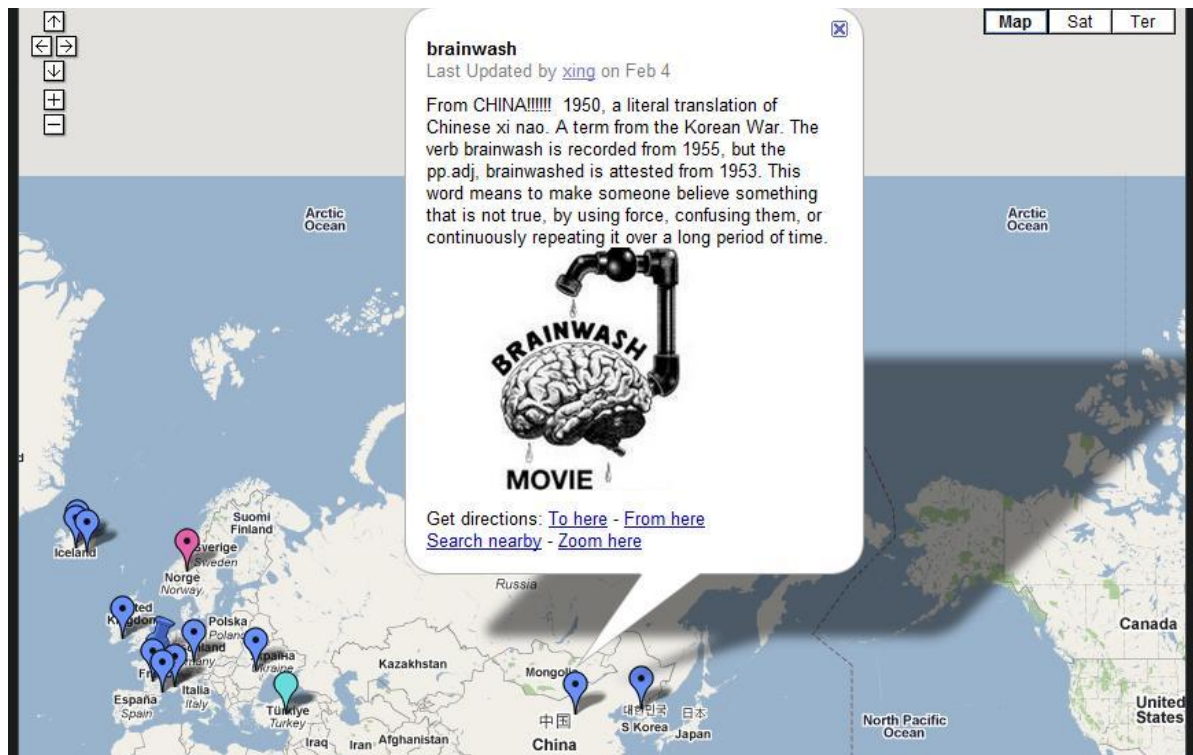 Map Sat Ter
brainwash
Last Updated by xing on Feb 4
From CHINA!!!!!! 1950, a literal translation of
Chinese xi nao. A term from the Korean War. The
verb brainwash is recorded from 1955, but the
pp.adj, brainwashed is attested from 1953. This
word means to make someone believe something
that is not true, by using force, confusing them, or
continuously repeating it over a long period of time.
BRAINWASH
MOVIE
Get directions: To here - From here
Search nearby - Zoom here
Arctic
Ocean
Arctic
Ocean
Iceland
Suomi
Finland
Sverige
Sweden
Norge
Norway
Russia
Polska
Kazakhstan
España
Spain
Italia
Italy
Türkiye
Turkey
Iraq
Iran
Afghanistan
中国
China
S Korea
日本
Japan
North Pacific
Ocean
Canada
United
States